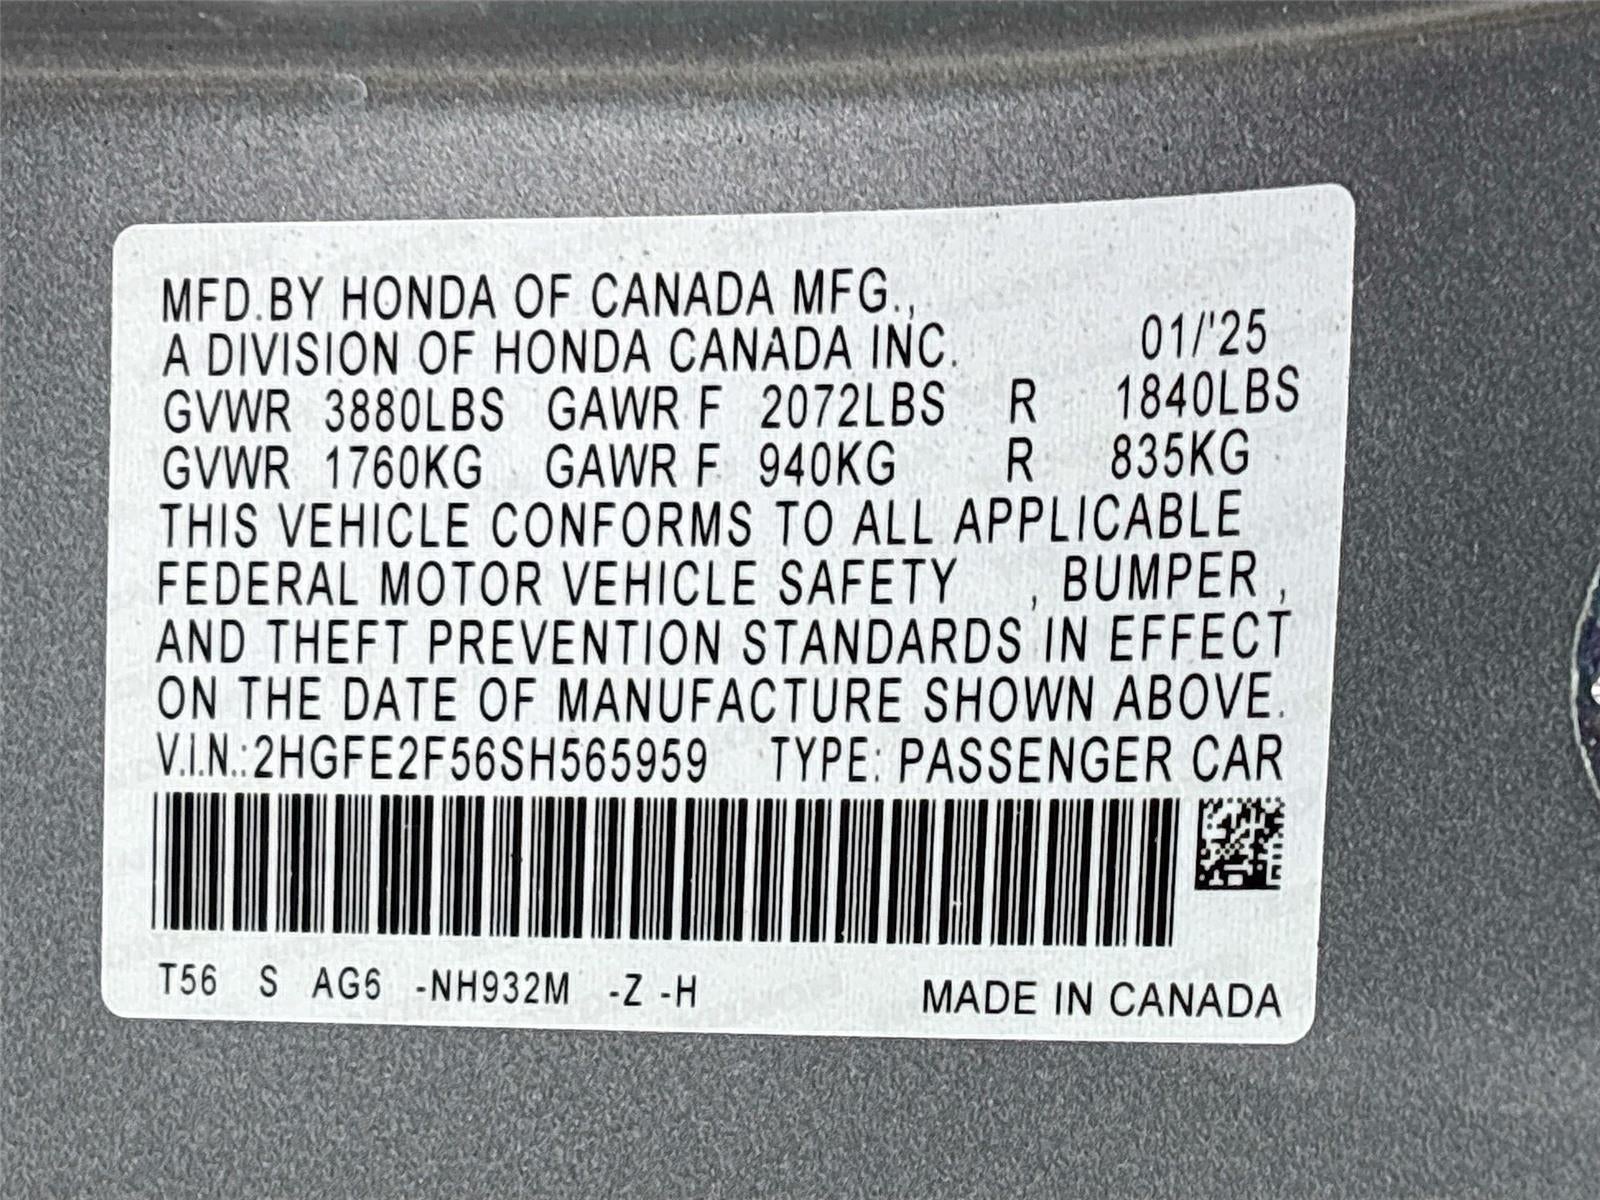 MFD.BY HONDA OF CANADA MFG.,
A DIVISION OF HONDA CANADA INC. 01/'25
GVWR 3880LBS GAWR F 2072LBS R 1840LBS
GVWR 1760KG GAWR F 940KG R 835KG
THIS VEHICLE CONFORMS TO ALL APPLICABLE
FEDERAL MOTOR VEHICLE SAFETY , BUMPER ,
AND THEFT PREVENTION STANDARDS IN EFFECT
ON THE DATE OF MANUFACTURE SHOWN ABOVE.
V.I.N.:2HGFE2F56SH565959 TYPE: PASSENGER CAR
T56 S AG6 -NH932M -Z -H MADE IN CANADA